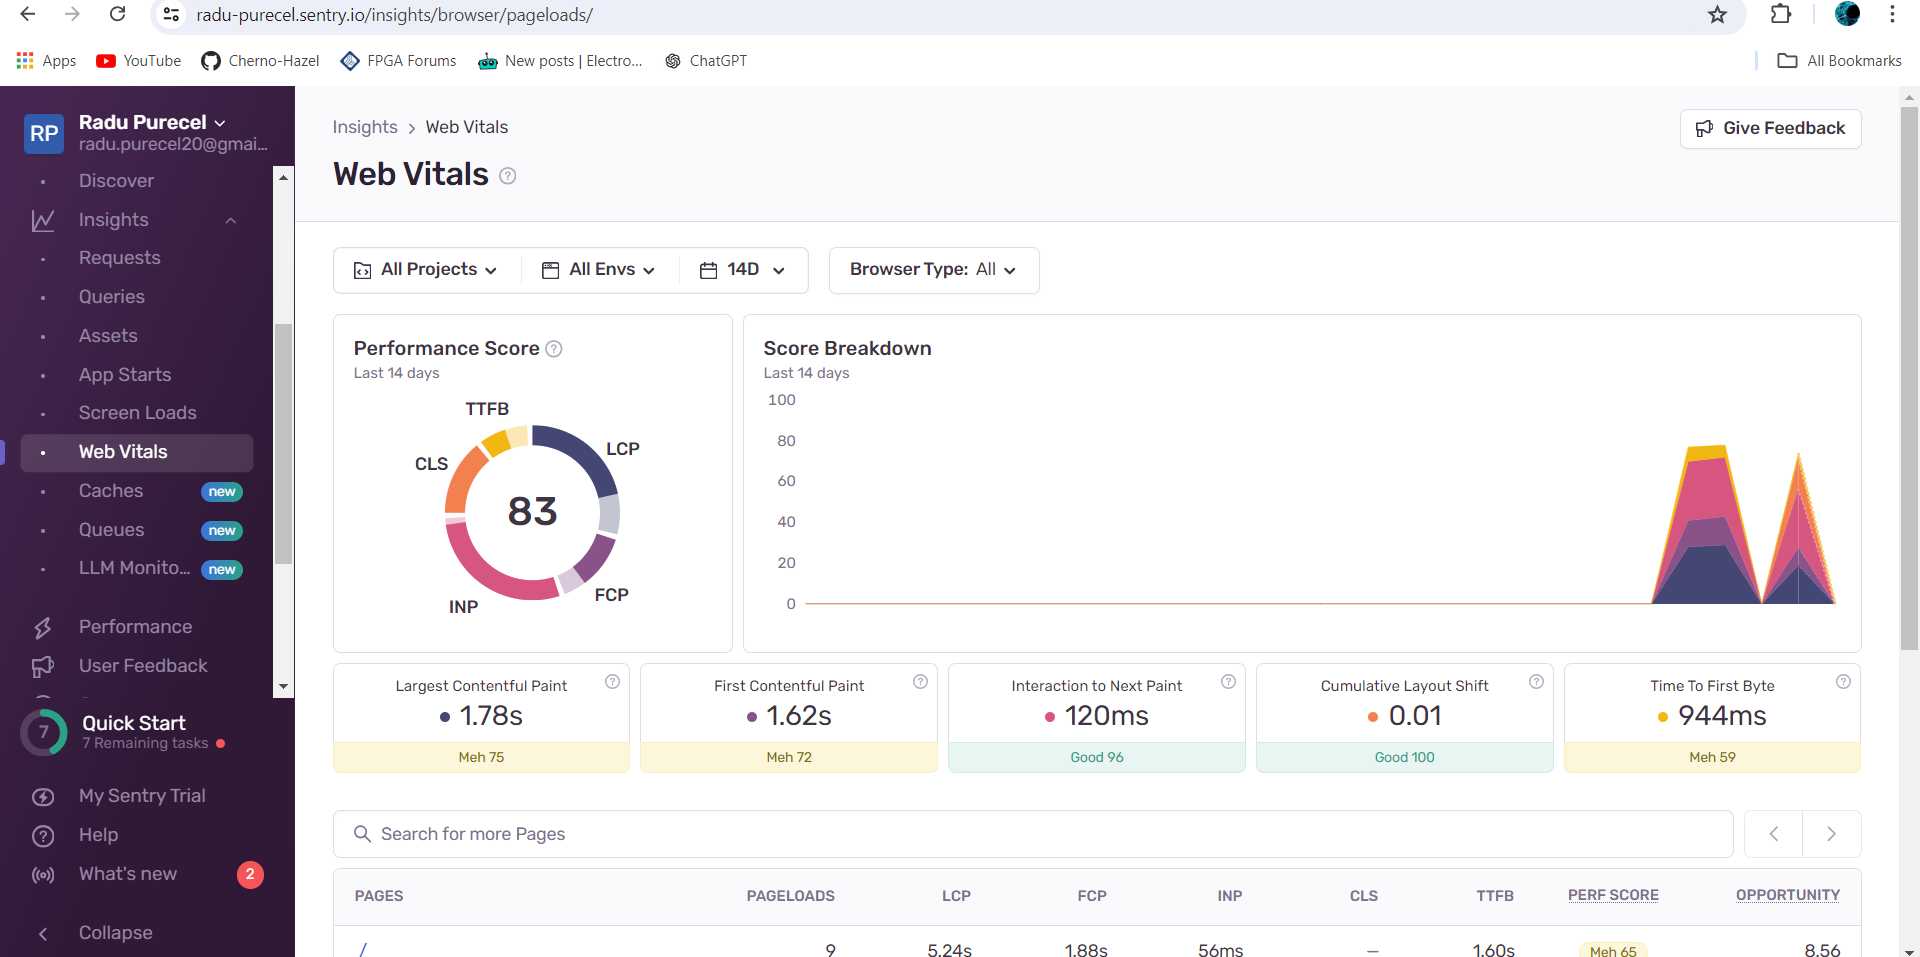 radu-purecel.sentry.io/insights/browser/pageloads/
Apps YouTube Cherno-Hazel FPGA Forums New posts | Electro... ChatGPT All Bookmarks
RP
Radu Purecel
radu.purecel20@gmai...
Discover
Insights
Requests
Queries
Assets
App Starts
Screen Loads
Web Vitals
Caches new
Queues new
LLM Monito... new
Performance
User Feedback
7
Quick Start
7 Remaining tasks
My Sentry Trial
Help
What's new 2
Collapse
Insights > Web Vitals
Give Feedback
Web Vitals ?
All Projects All Envs 14D Browser Type: All
Performance Score ?
Last 14 days
TTFB
LCP
CLS
83
FCP
INP
Score Breakdown
Last 14 days
100
80
60
40
20
0
Largest Contentful Paint ?
1.78s
Meh 75
First Contentful Paint ?
1.62s
Meh 72
Interaction to Next Paint ?
120ms
Good 96
Cumulative Layout Shift ?
0.01
Good 100
Time To First Byte ?
944ms
Meh 59
Search for more Pages
PAGES PAGELOADS LCP FCP INP CLS TTFB PERF SCORE OPPORTUNITY
/ 9 5.24s 1.88s 56ms — 1.60s Meh 65 8.56